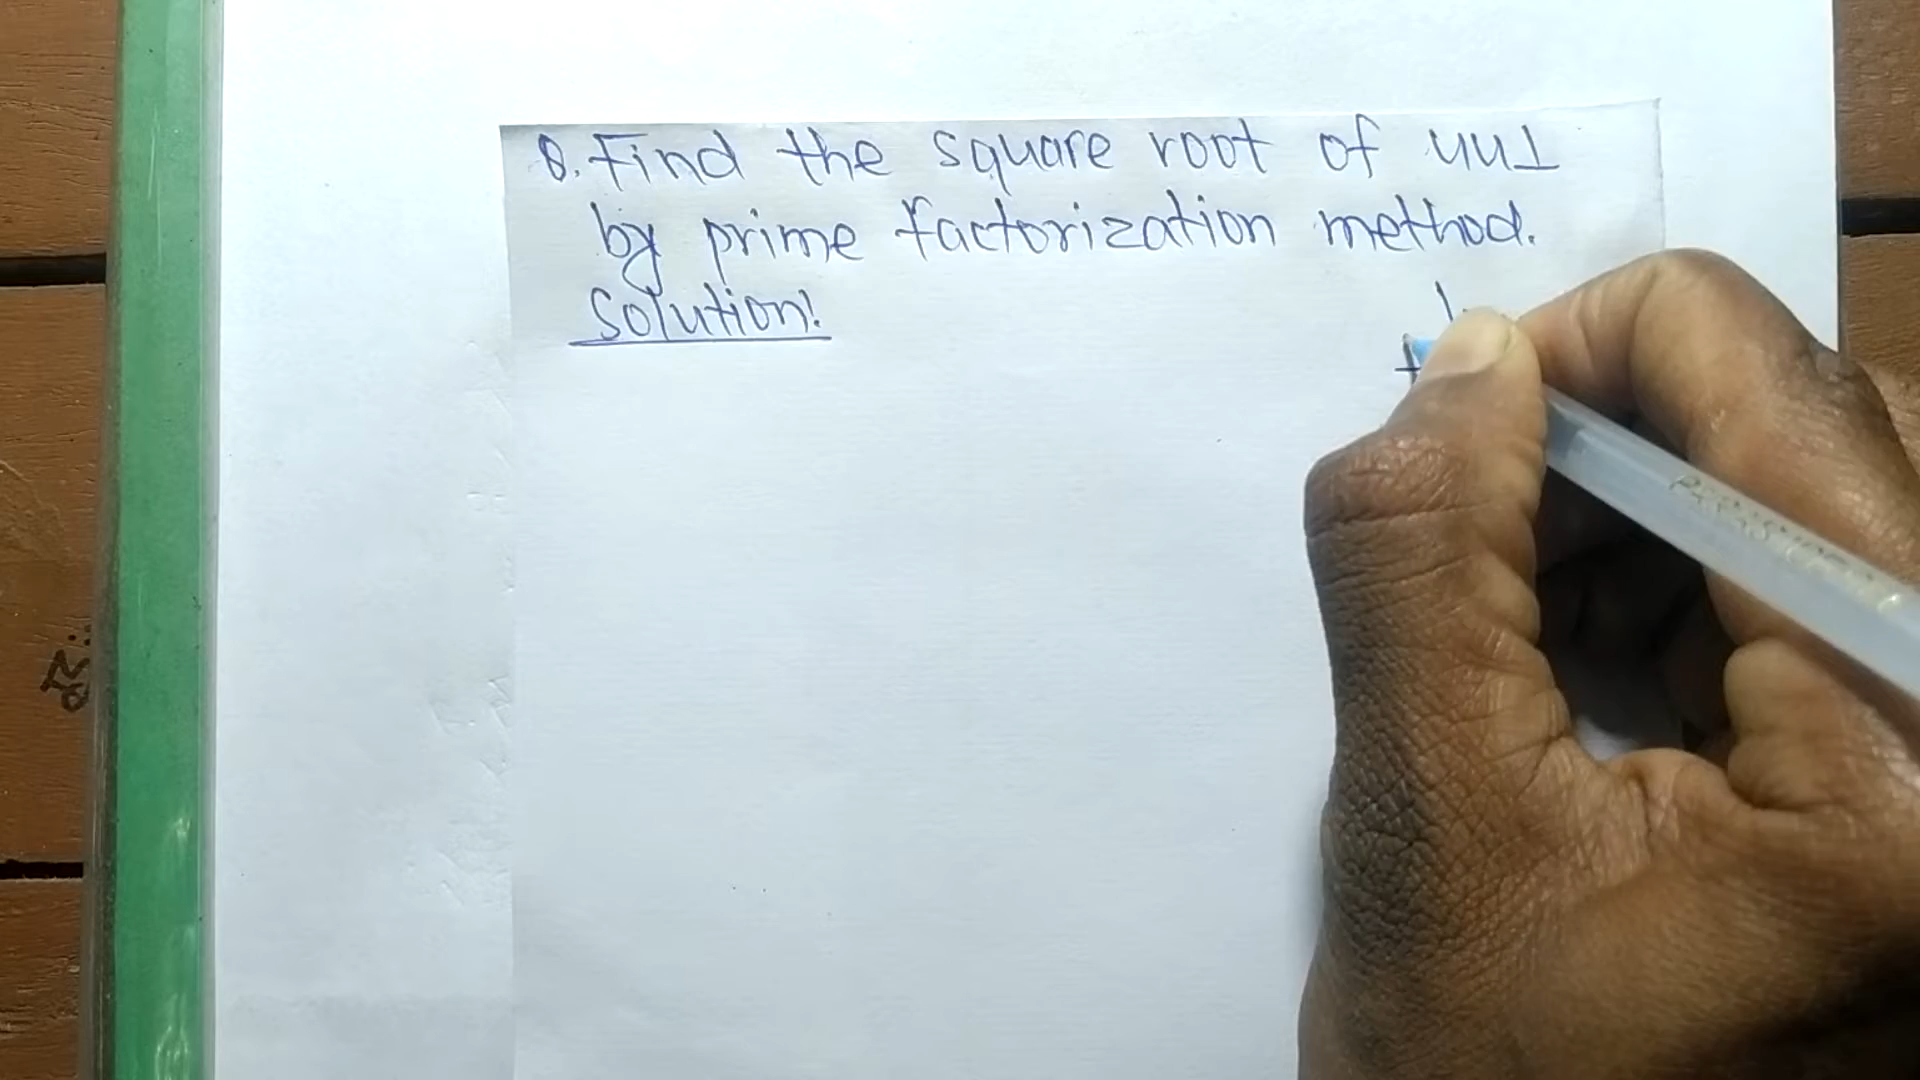 Q. Find the square root of 441
by prime factorization method.
Solution: